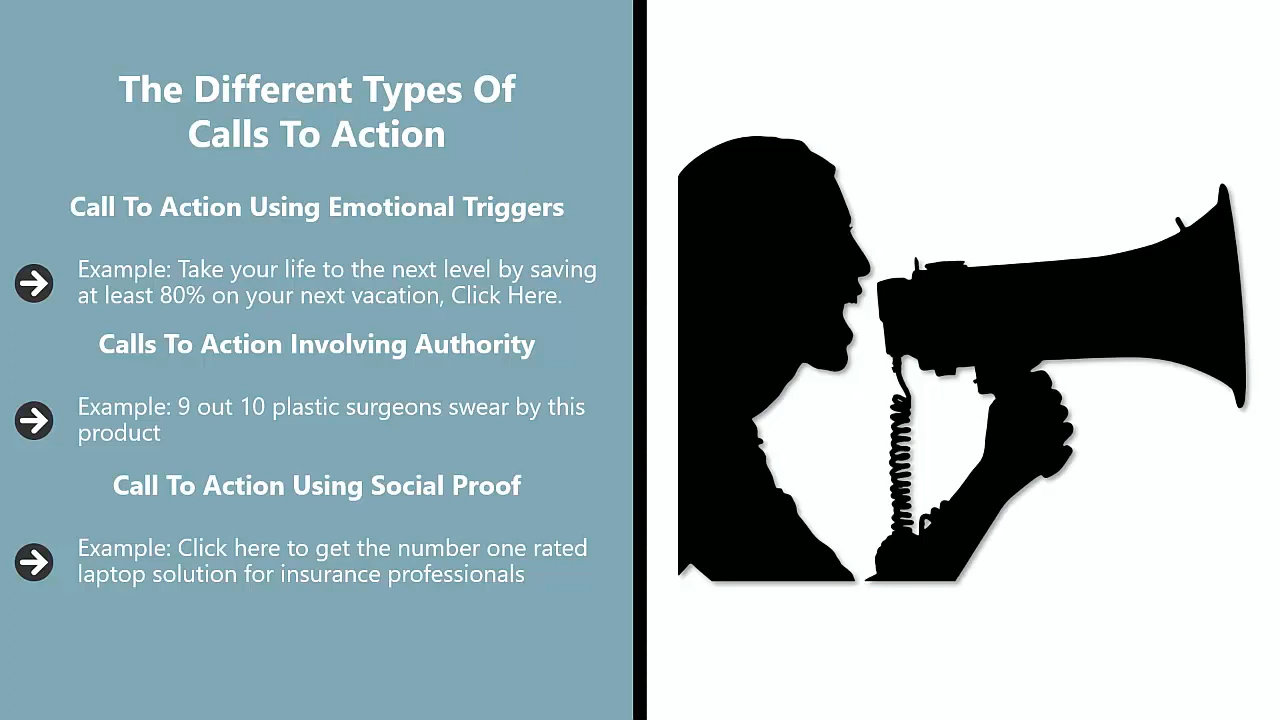 The Different Types Of
Calls To Action
Call To Action Using Emotional Triggers
Example: Take your life to the next level by saving
at least 80% on your next vacation, Click Here.
Calls To Action Involving Authority
Example: 9 out 10 plastic surgeons swear by this
product
Call To Action Using Social Proof
Example: Click here to get the number one rated
laptop solution for insurance professionals